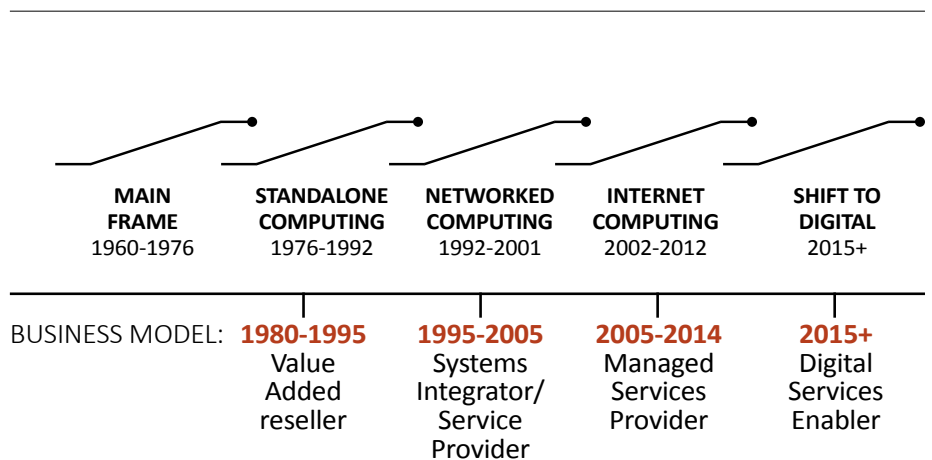 MAIN
FRAME
1960-1976
STANDALONE
COMPUTING
1976-1992
NETWORKED
COMPUTING
1992-2001
INTERNET
COMPUTING
2002-2012
SHIFT TO
DIGITAL
2015+
BUSINESS MODEL:
1980-1995
Value
Added
reseller
1995-2005
Systems
Integrator/
Service
Provider
2005-2014
Managed
Services
Provider
2015+
Digital
Services
Enabler